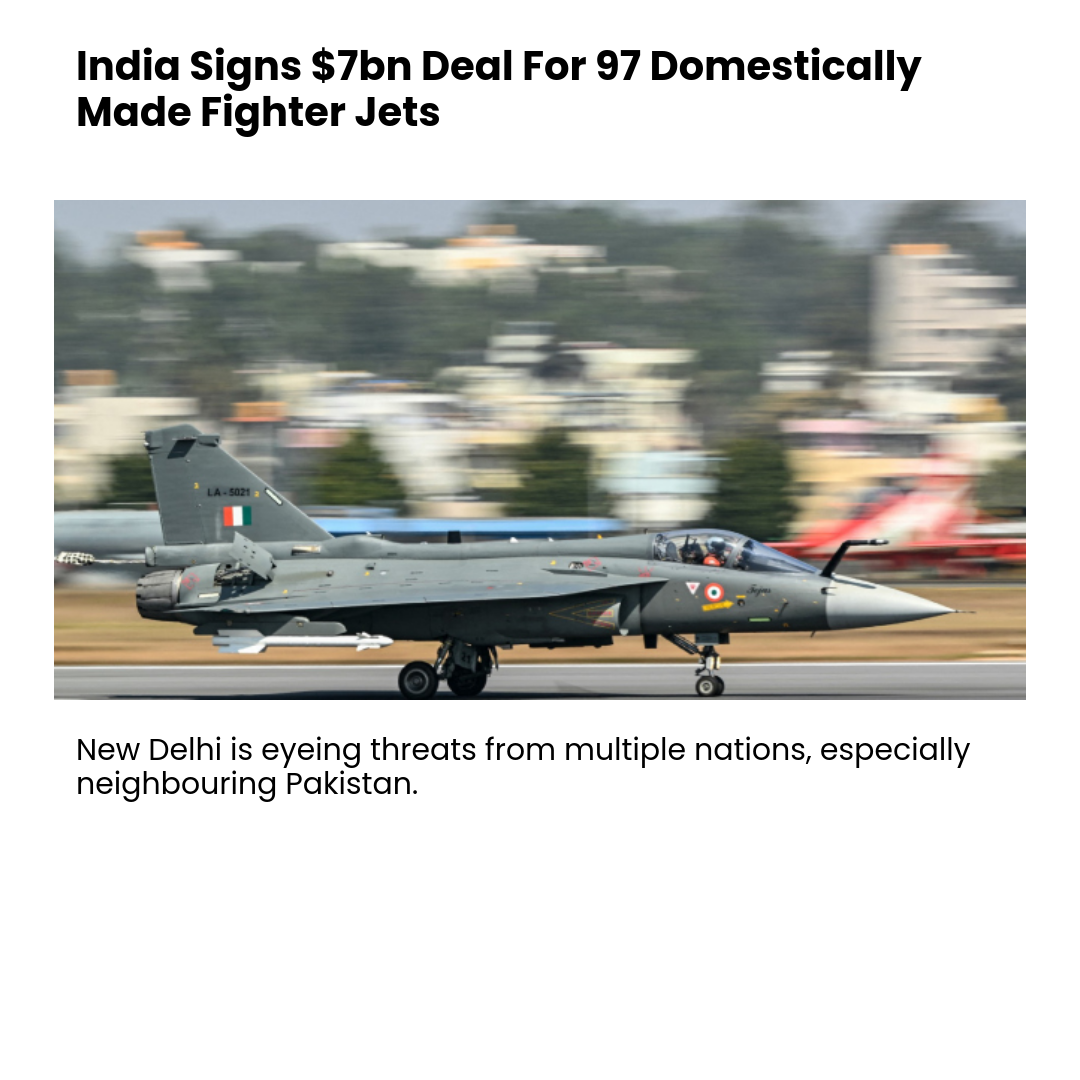 India Signs $7bn Deal For 97 Domestically
Made Fighter Jets
LA-5021
Tejas
New Delhi is eyeing threats from multiple nations, especially
neighbouring Pakistan.